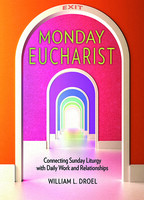 EXIT
MONDAY
EUCHARIST
Connecting Sunday Liturgy
with Daily Work and Relationships
WILLIAM L. DROEL